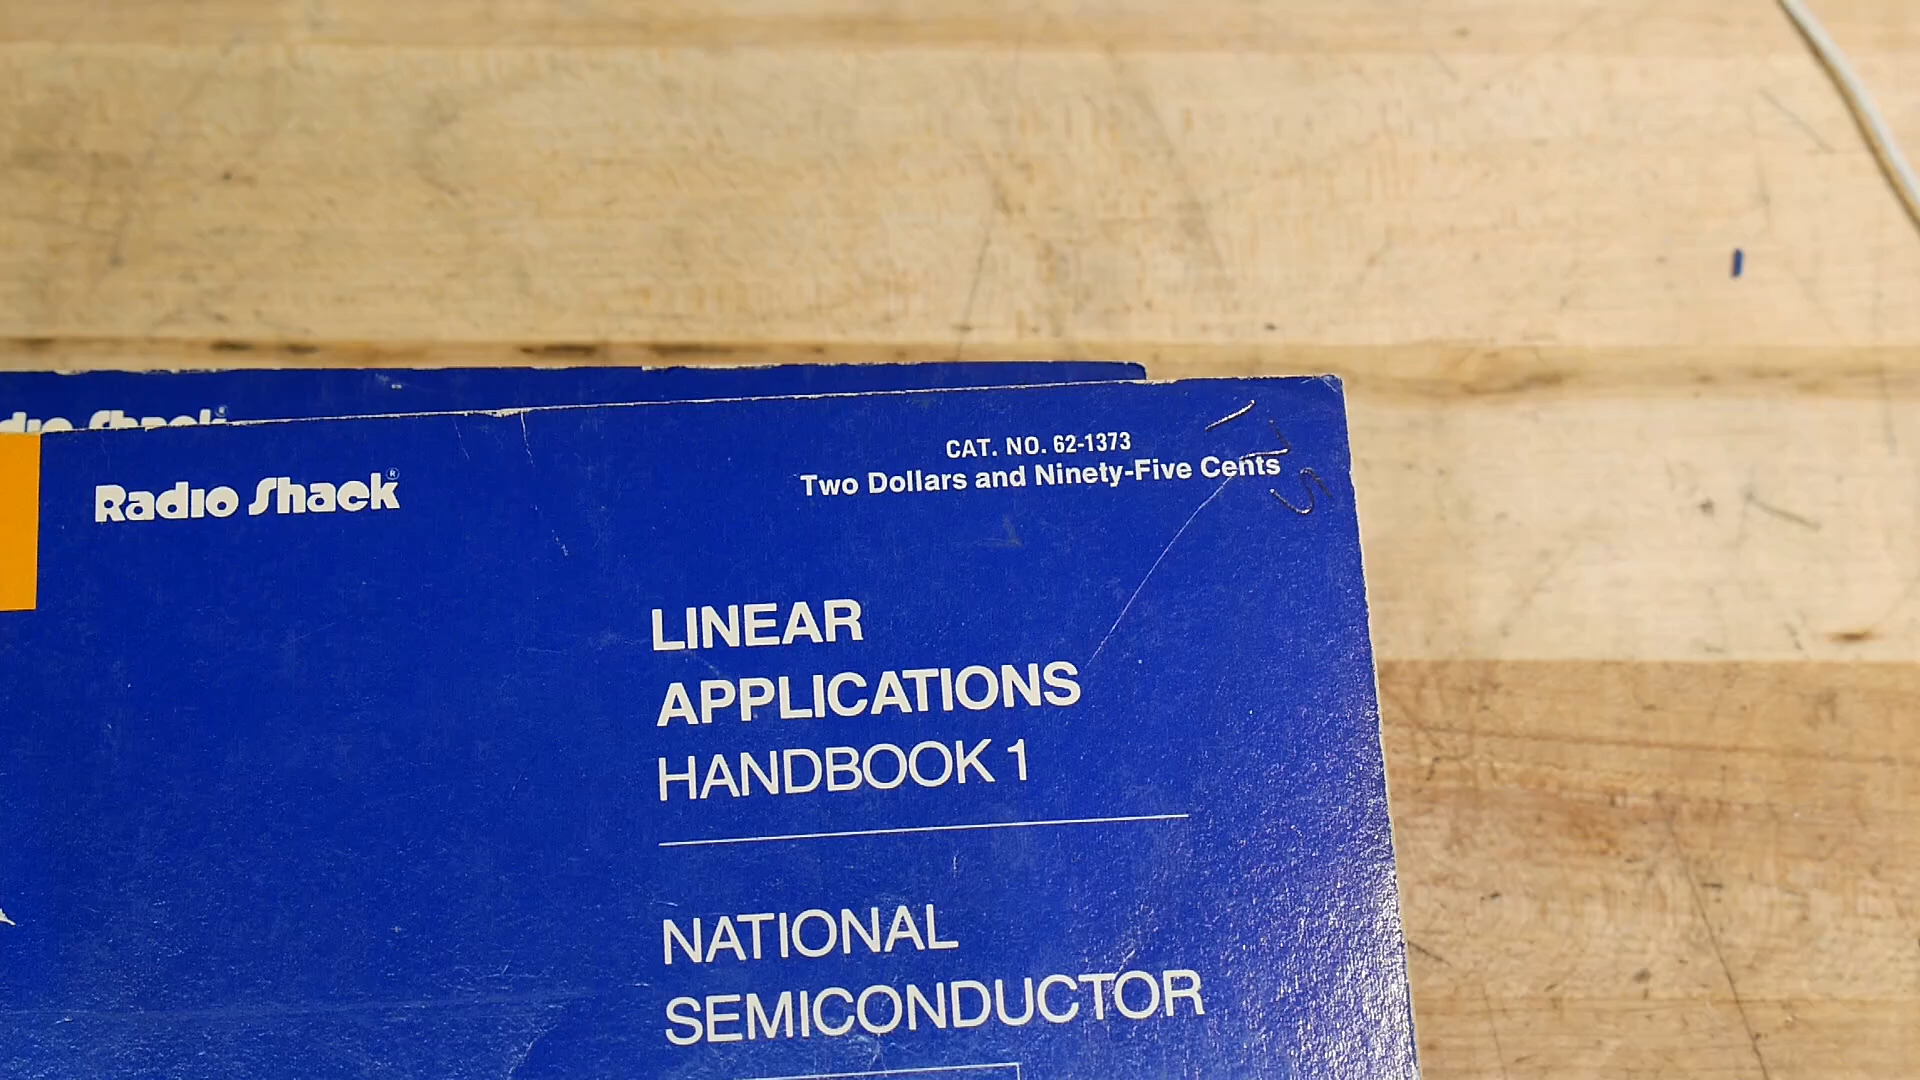 Radio Shack®
CAT. NO. 62-1373
Two Dollars and Ninety-Five Cents
LINEAR
APPLICATIONS
HANDBOOK 1
NATIONAL
SEMICONDUCTOR